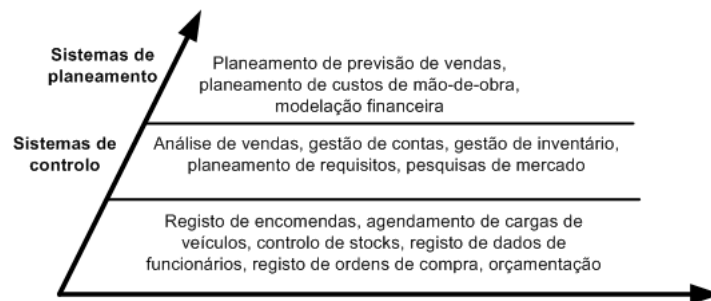 Sistemas de
planeamento
Planeamento de previsão de vendas,
planeamento de custos de mão-de-obra,
modelação financeira
Sistemas de
controlo
Análise de vendas, gestão de contas, gestão de inventário,
planeamento de requisitos, pesquisas de mercado
Registo de encomendas, agendamento de cargas de
veículos, controlo de stocks, registo de dados de
funcionários, registo de ordens de compra, orçamentação